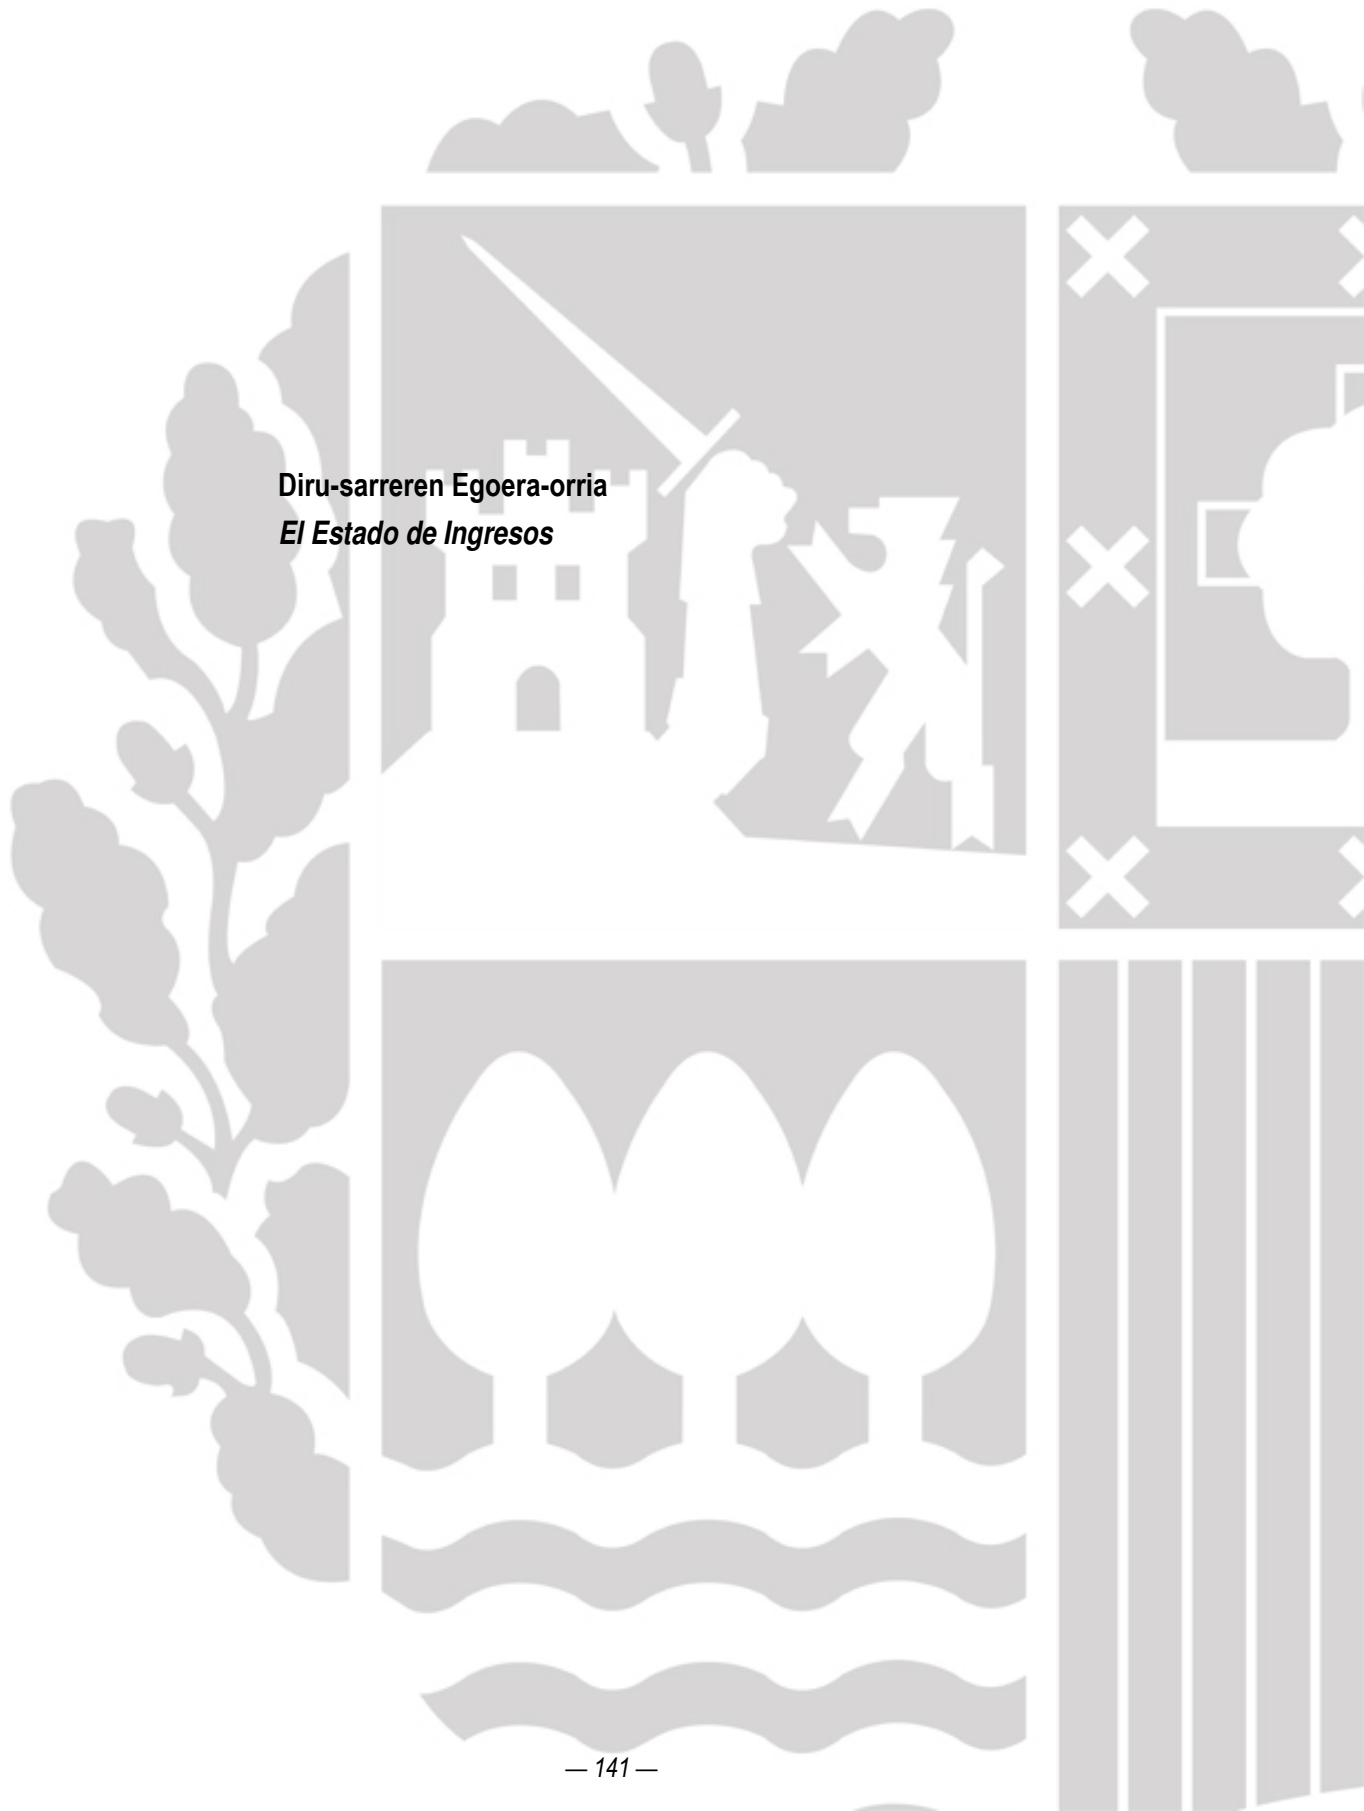 Diru-sarreren Egoera-orria
El Estado de Ingresos
— 141 —